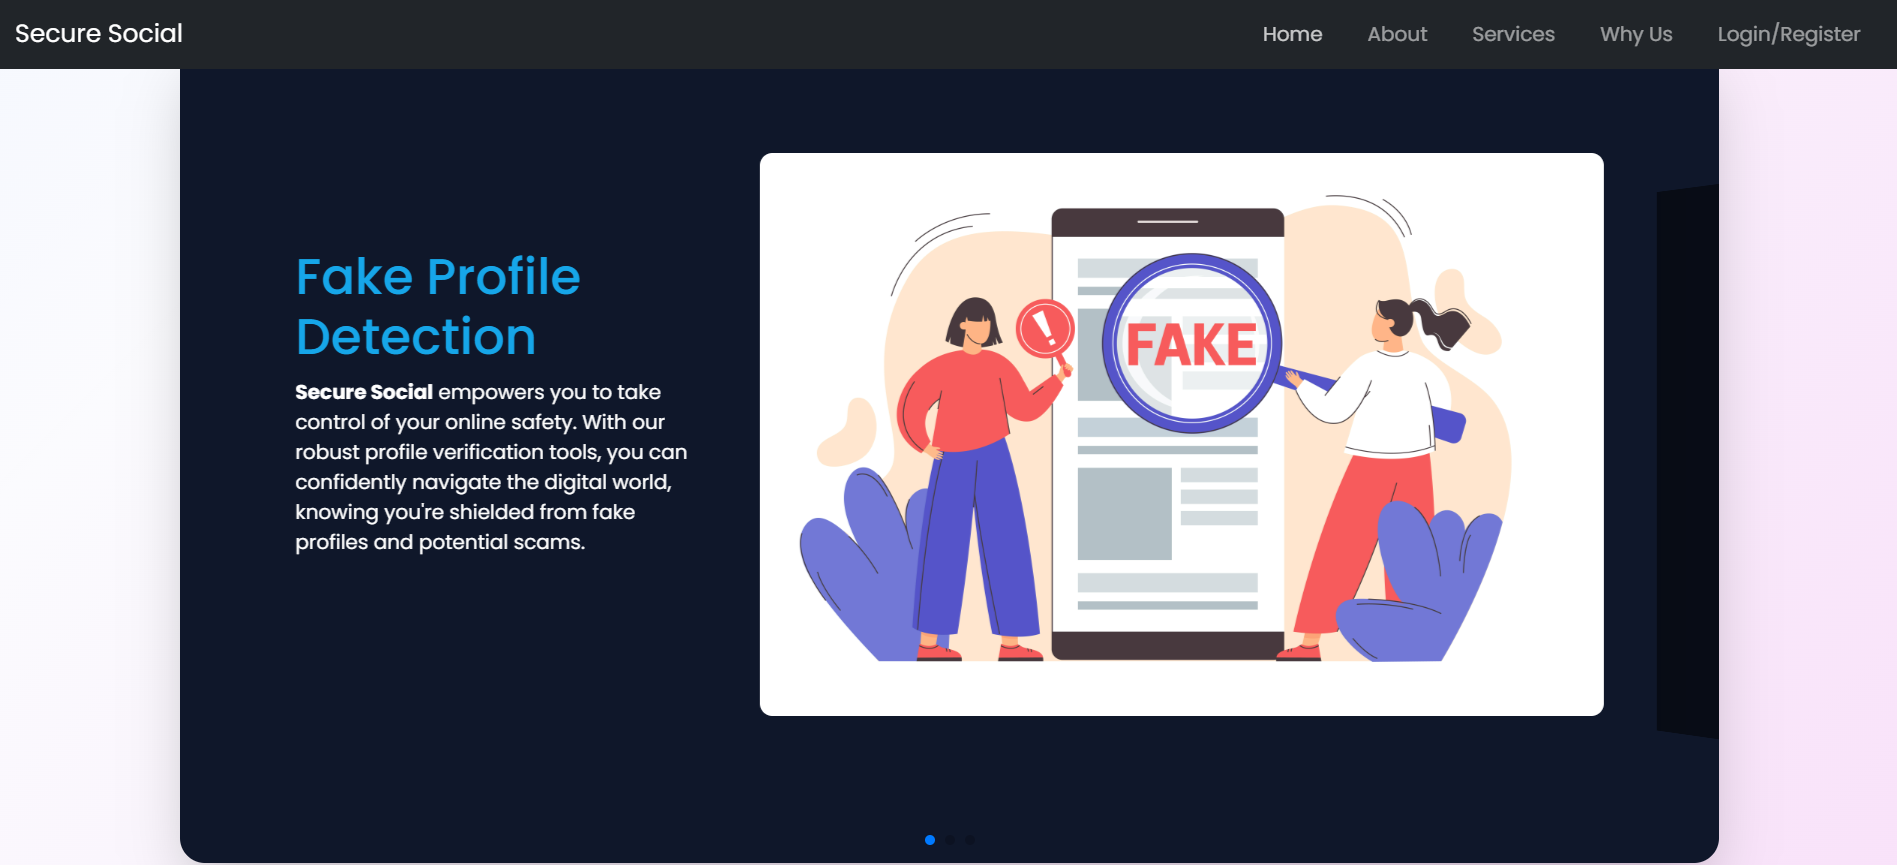 Secure Social
Home About Services Why Us Login/Register
Fake Profile
Detection
Secure Social empowers you to take
control of your online safety. With our
robust profile verification tools, you can
confidently navigate the digital world,
knowing you're shielded from fake
profiles and potential scams.
!
FAKE